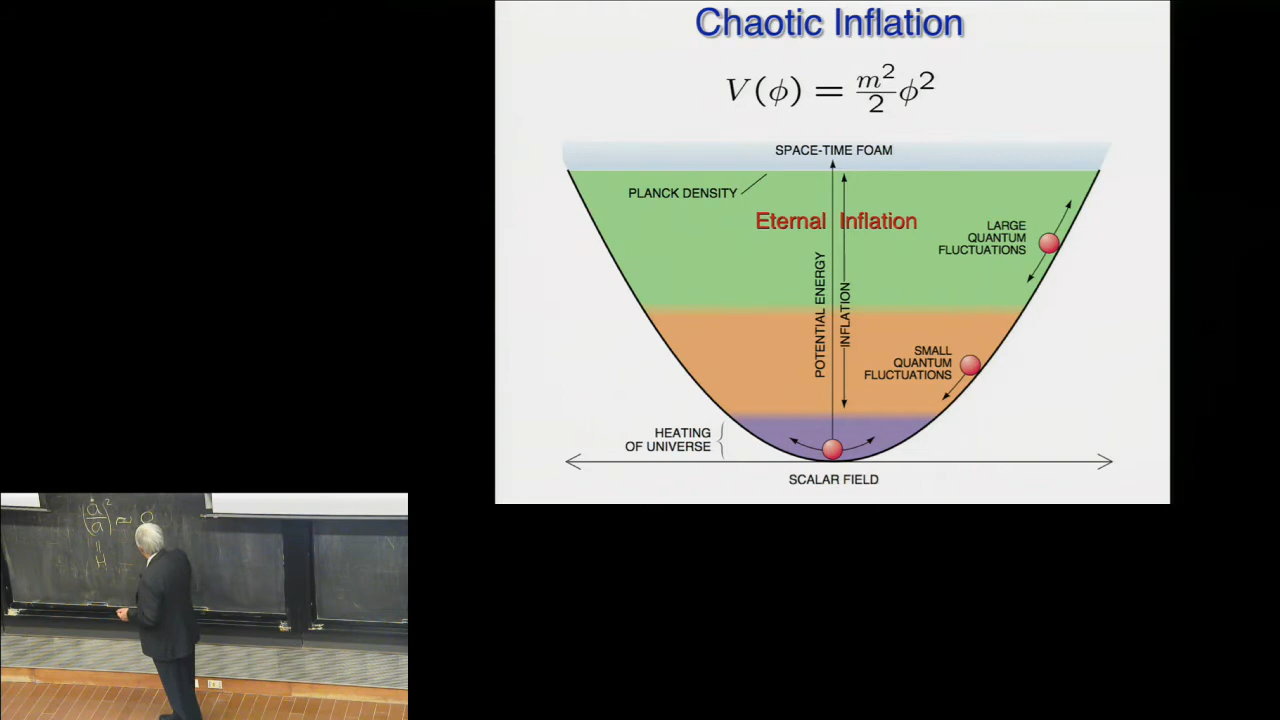 Chaotic Inflation
V(ϕ) = m²/2 ϕ²
SPACE-TIME FOAM
PLANCK DENSITY
Eternal Inflation
LARGE
QUANTUM
FLUCTUATIONS
POTENTIAL ENERGY
INFLATION
SMALL
QUANTUM
FLUCTUATIONS
HEATING
OF UNIVERSE
SCALAR FIELD
(ȧ/a)² ≈
=
H